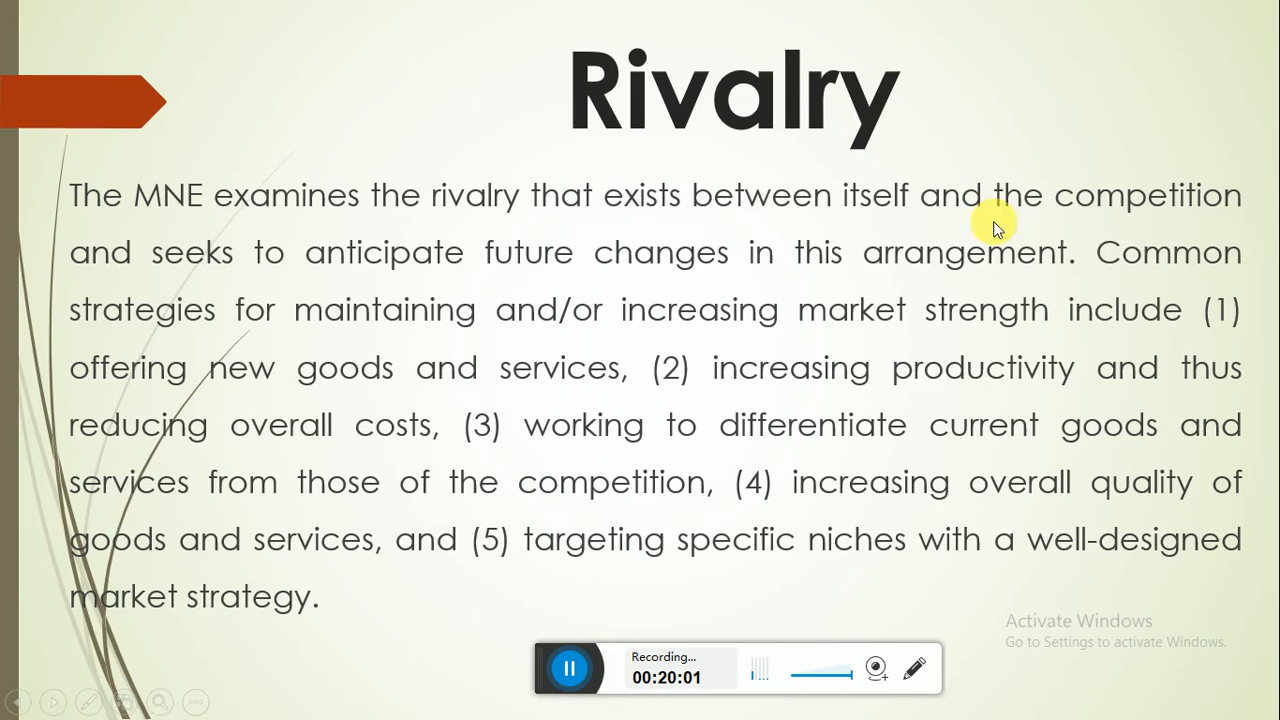 Rivalry
The MNE examines the rivalry that exists between itself and the competition
and seeks to anticipate future changes in this arrangement. Common
strategies for maintaining and/or increasing market strength include (1)
offering new goods and services, (2) increasing productivity and thus
reducing overall costs, (3) working to differentiate current goods and
services from those of the competition, (4) increasing overall quality of
goods and services, and (5) targeting specific niches with a well-designed
market strategy.
Activate Windows
Go to Settings to activate Windows.
Recording...
00:20:01